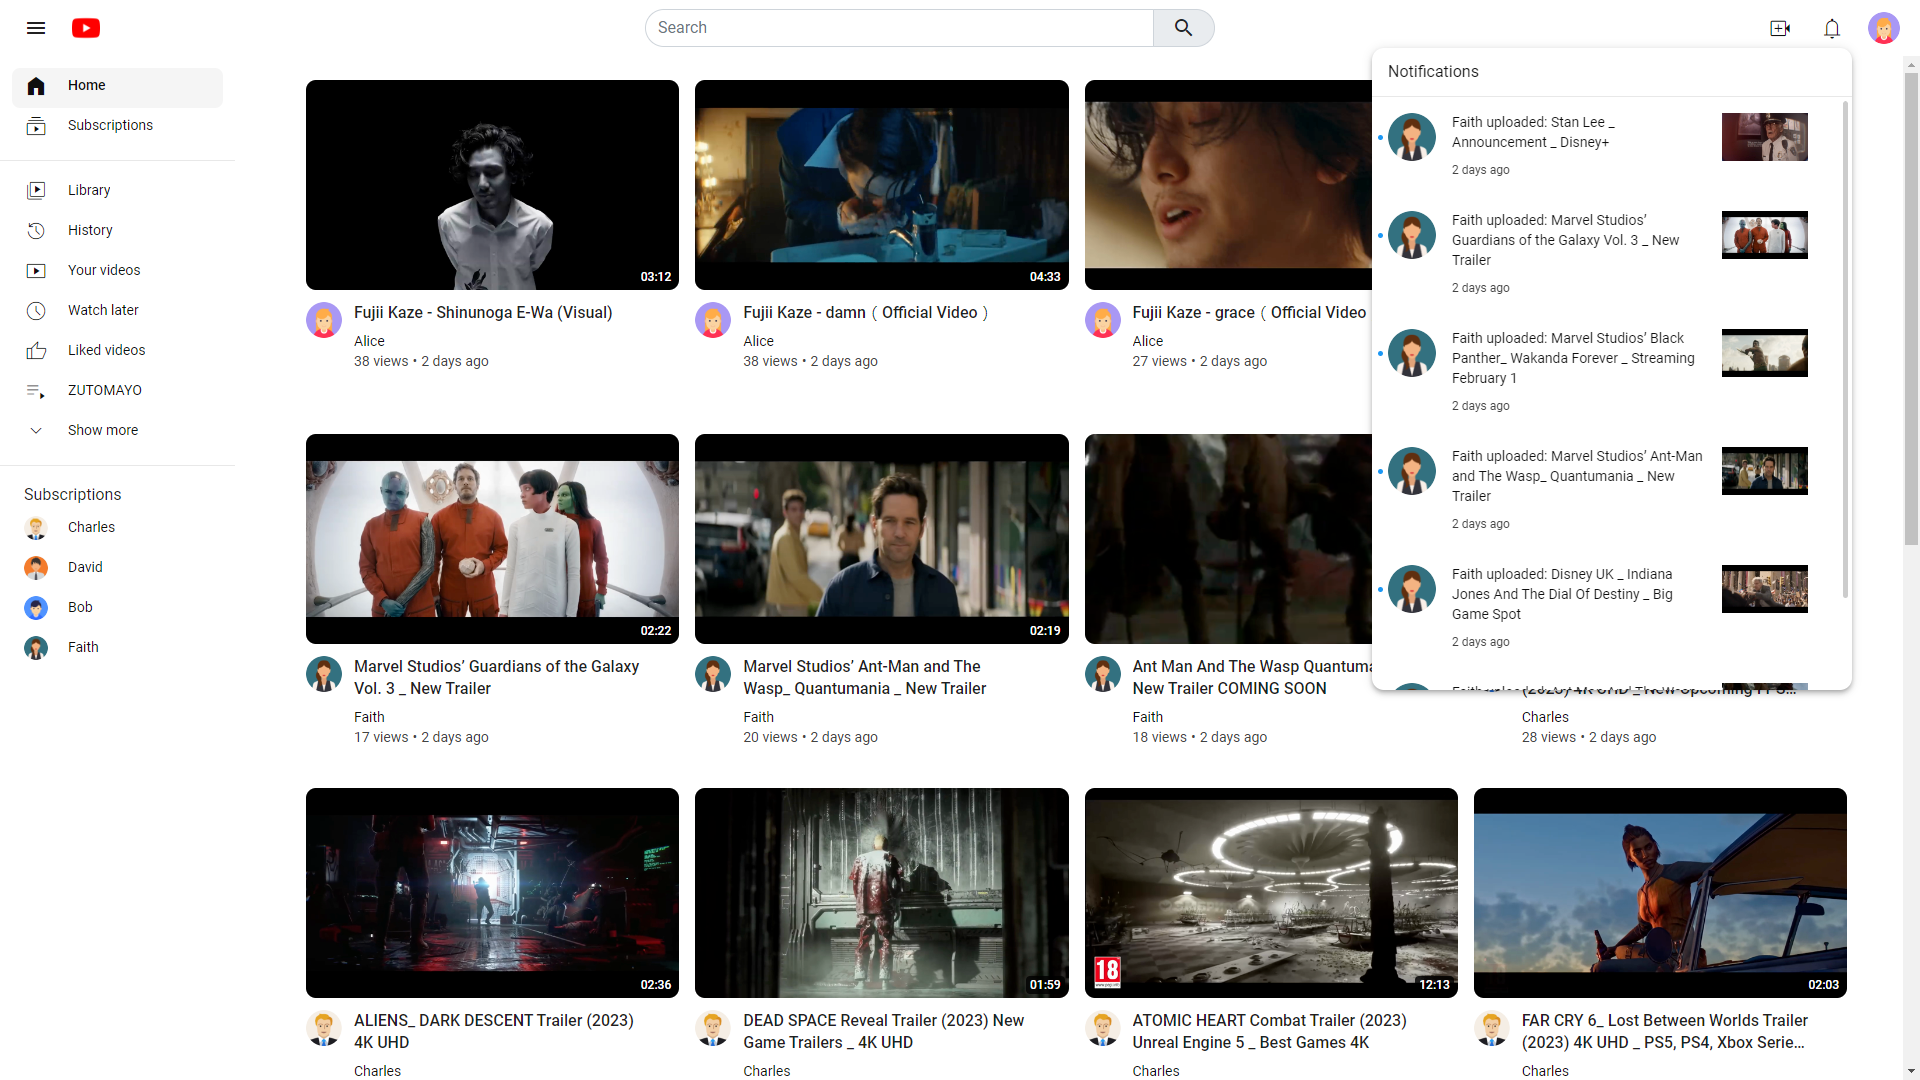 Search
Home
Subscriptions
Library
History
Your videos
Watch later
Liked videos
ZUTOMAYO
Show more
Subscriptions
Charles
David
Bob
Faith
03:12
Fujii Kaze - Shinunoga E-Wa (Visual)
Alice
38 views • 2 days ago
04:33
Fujii Kaze - damn（Official Video）
Alice
38 views • 2 days ago
Fujii Kaze - grace（Official Video
Alice
27 views • 2 days ago
Notifications
Faith uploaded: Stan Lee _
Announcement _ Disney+
2 days ago
Faith uploaded: Marvel Studios’
Guardians of the Galaxy Vol. 3 _ New
Trailer
2 days ago
Faith uploaded: Marvel Studios’ Black
Panther_ Wakanda Forever _ Streaming
February 1
2 days ago
Faith uploaded: Marvel Studios’ Ant-Man
and The Wasp_ Quantumania _ New
Trailer
2 days ago
Faith uploaded: Disney UK _ Indiana
Jones And The Dial Of Destiny _ Big
Game Spot
2 days ago
02:22
Marvel Studios’ Guardians of the Galaxy
Vol. 3 _ New Trailer
Faith
17 views • 2 days ago
02:19
Marvel Studios’ Ant-Man and The
Wasp_ Quantumania _ New Trailer
Faith
20 views • 2 days ago
Ant Man And The Wasp
New Trailer COMING SOON
Faith
18 views • 2 days ago
Charles
28 views • 2 days ago
02:36
ALIENS_ DARK DESCENT Trailer (2023)
4K UHD
Charles
01:59
DEAD SPACE Reveal Trailer (2023) New
Game Trailers _ 4K UHD
Charles
18
12:13
ATOMIC HEART Combat Trailer (2023)
Unreal Engine 5 _ Best Games 4K
Charles
02:03
FAR CRY 6_ Lost Between Worlds Trailer
(2023) 4K UHD _ PS5, PS4, Xbox Serie...
Charles